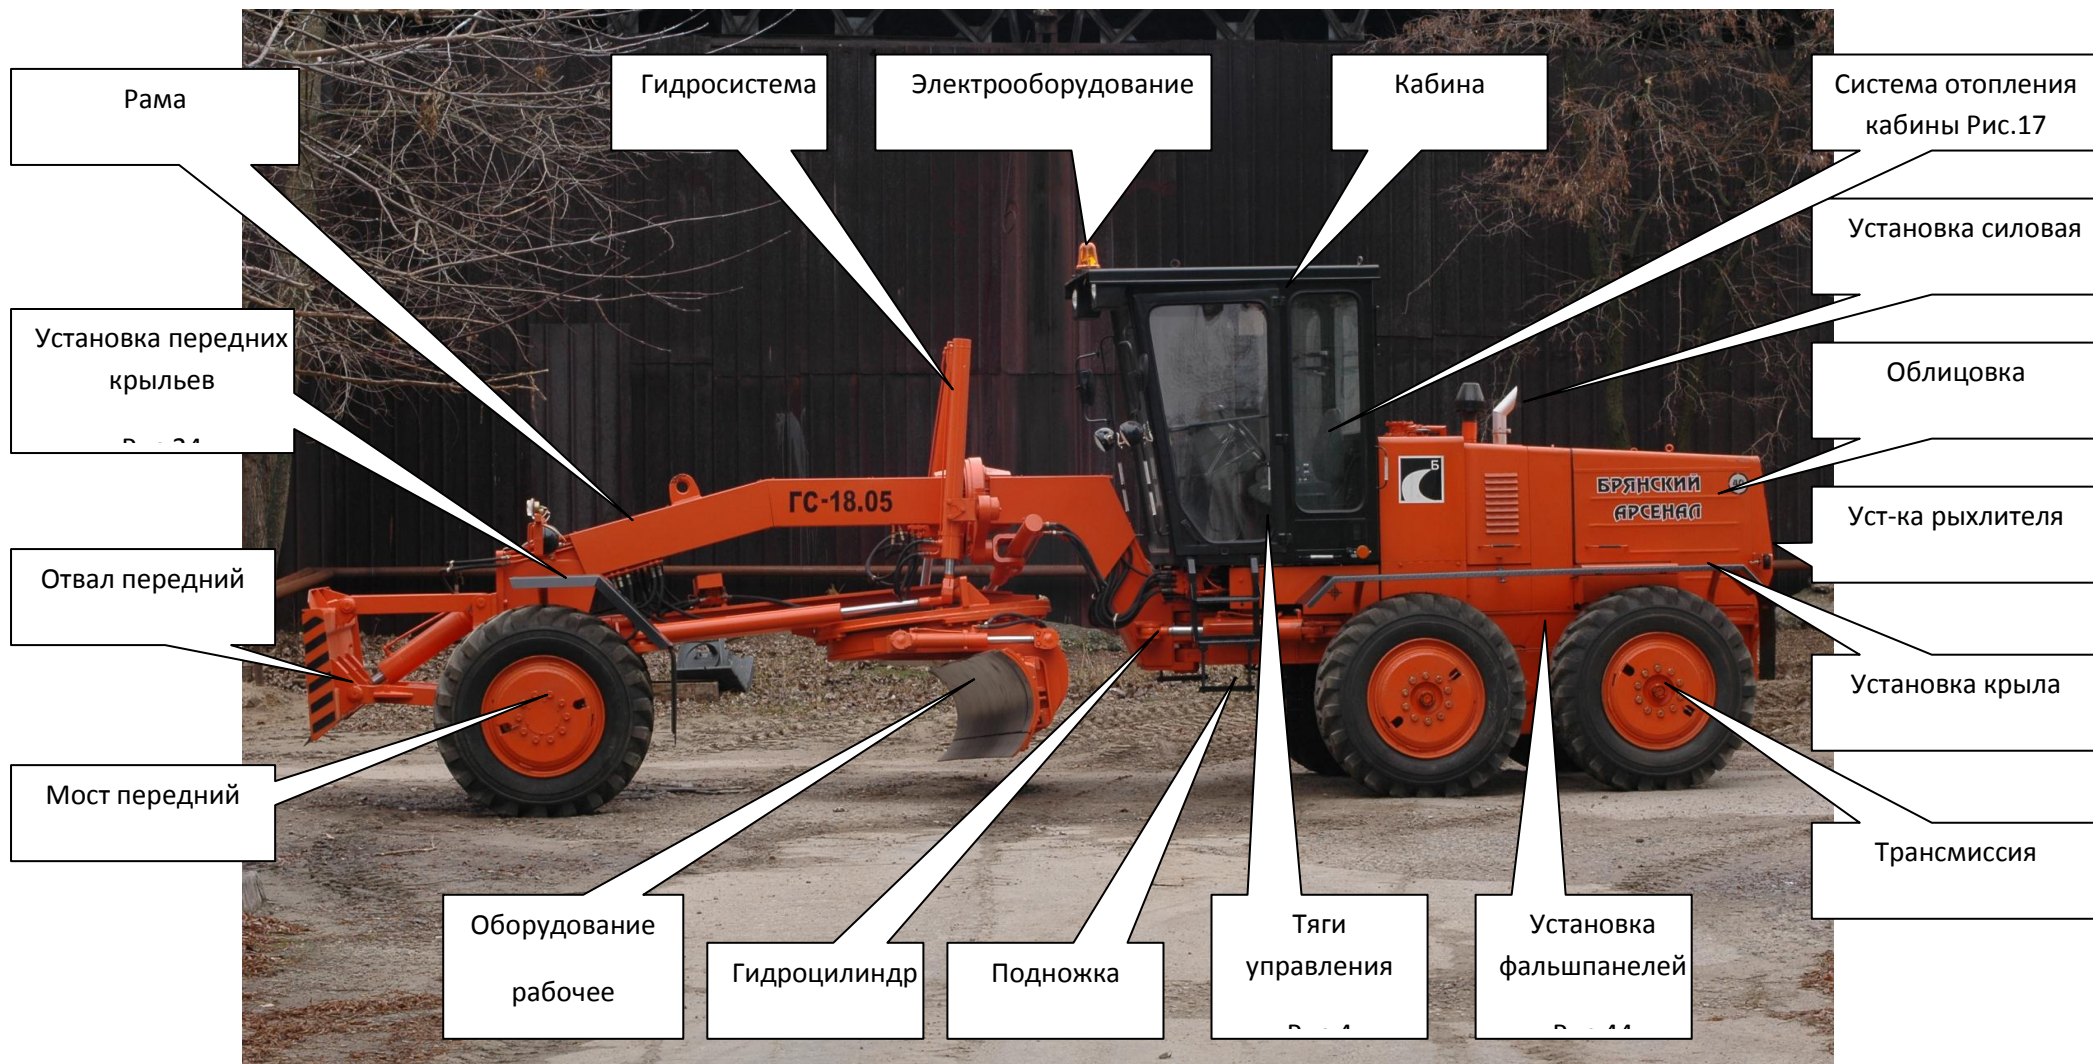 Рама
Гидросистема
Электрооборудование
Кабина
Система отопления
кабины Рис.17
Установка силовая
Установка передних
крыльев
Облицовка
Б
ГС-18.05
БРЯНСКИЙ
АРСЕНАЛ
Уст-ка рыхлителя
Отвал передний
Установка крыла
Мост передний
Трансмиссия
Оборудование
рабочее
Гидроцилиндр
Подножка
Тяги
управления
Установка
фальшпанелей